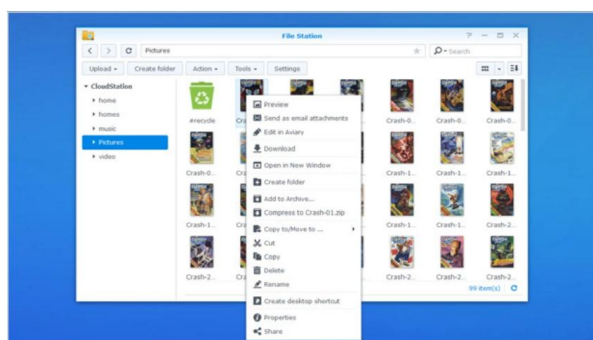 File Station
Pictures
Search
Upload
Create folder
Action
Tools
Settings
CloudStation
home
homes
music
Pictures
video
#recycle
Cra
Crash-0...
Crash-0...
Crash-0...
Crash-0...
Crash-1...
Crash-1...
Crash-1...
Crash-1...
Crash-1...
Crash-1...
Crash-2...
Crash-2...
Crash-2...
Crash-2...
Crash-2...
Preview
Send as email attachments
Edit in Aviary
Download
Open in New Window
Create folder
Add to Archive...
Compress to Crash-01.zip
Copy to/Move to ...
Cut
Copy
Delete
Rename
Create desktop shortcut
Properties
Share
99 item(s)